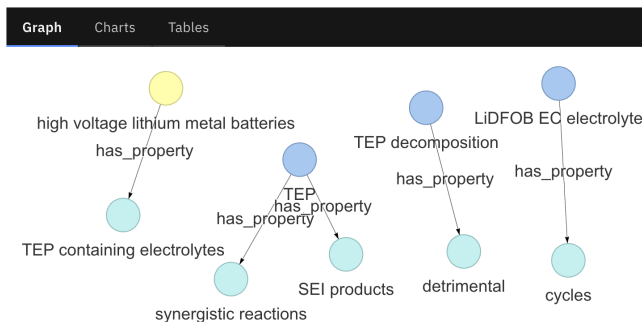 Graph Charts Tables
high voltage lithium metal batteries
has_property
TEP containing electrolytes
TEP
has_property
has_property
synergistic reactions
SEI products
TEP decomposition
has_property
detrimental
LiDFOB EC electrolyte
has_property
cycles